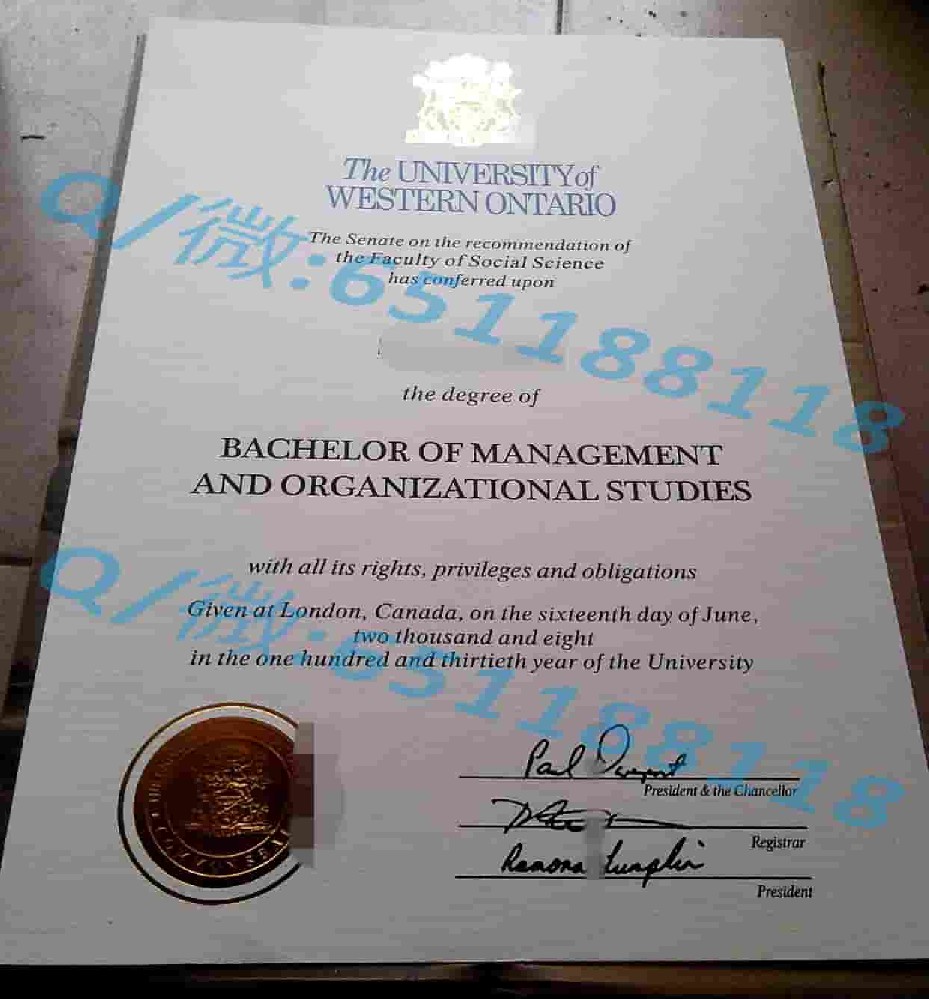 The UNIVERSITY of
WESTERN ONTARIO
The Senate on the recommendation of
the Faculty of Social Science
has conferred upon
Q/微:651188118
the degree of
BACHELOR OF MANAGEMENT
AND ORGANIZATIONAL STUDIES
with all its rights, privileges and obligations
Given at London, Canada, on the sixteenth day of June,
two thousand and eight
in the one hundred and thirtieth year of the University
Q/微:651188118
President & the Chancellor
Registrar
Ramona
President